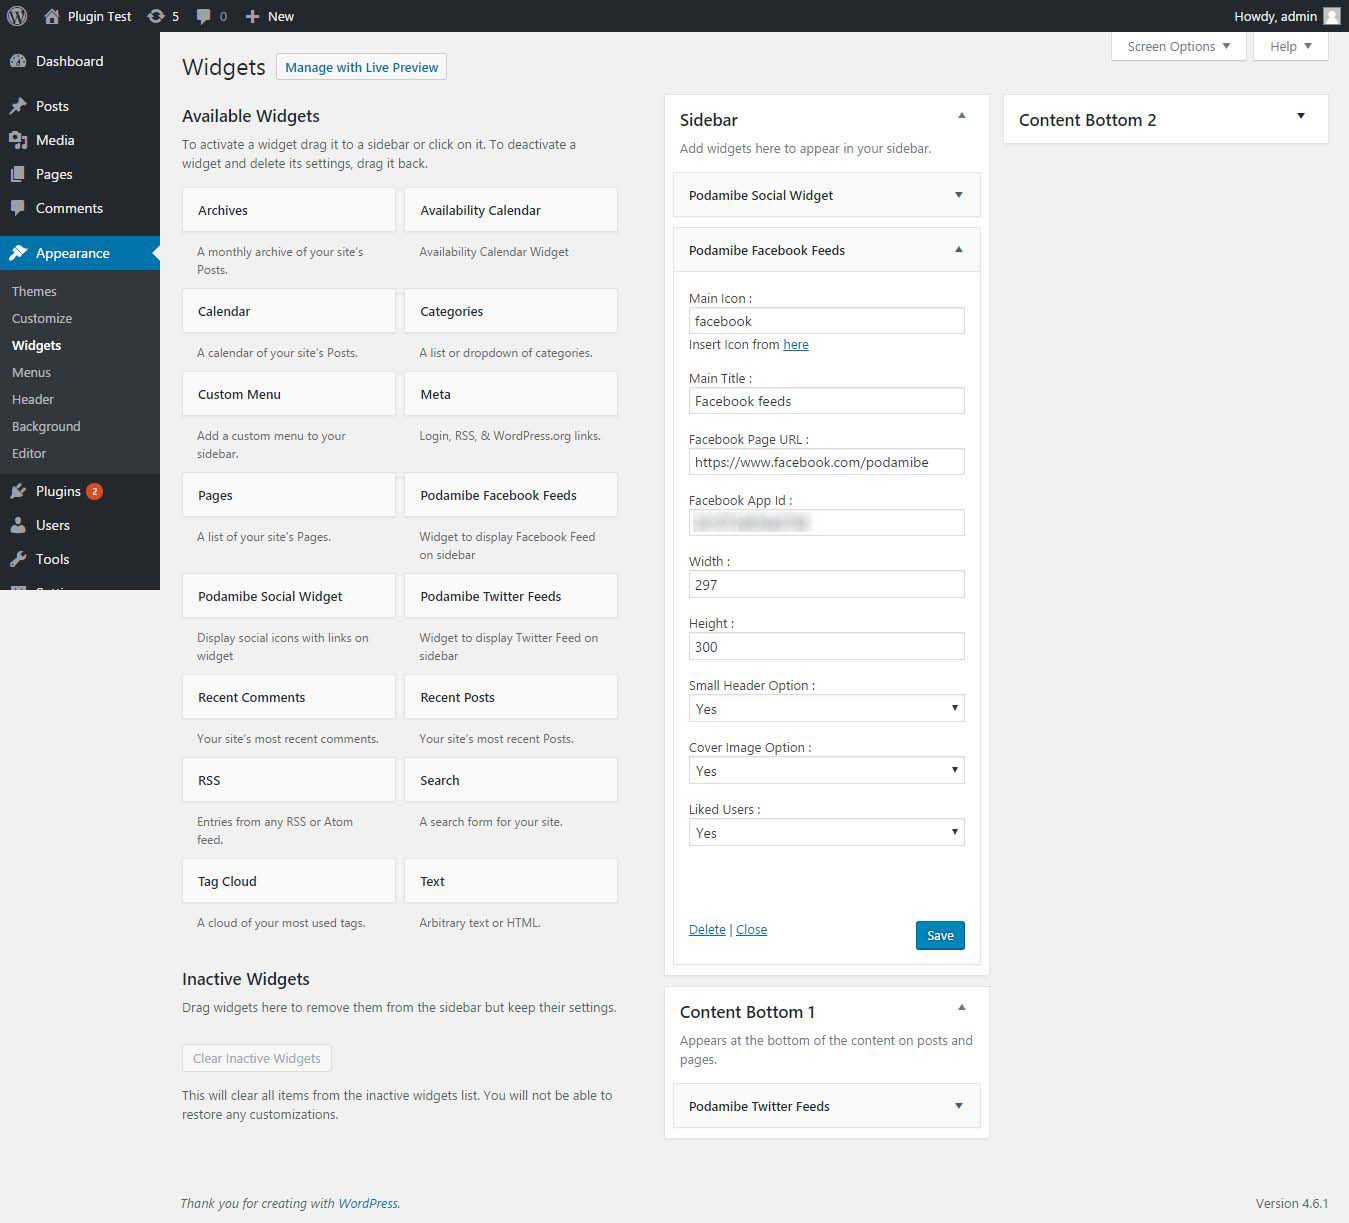 Plugin Test 5 0 New Howdy, admin
Dashboard
Posts
Media
Pages
Comments
Appearance
Themes
Customize
Widgets
Menus
Header
Background
Editor
Plugins 2
Users
Tools
Screen Options Help
Widgets Manage with Live Preview
Available Widgets
To activate a widget drag it to a sidebar or click on it. To deactivate a
widget and delete its settings, drag it back.
Archives
A monthly archive of your site's
Posts.
Availability Calendar
Availability Calendar Widget
Calendar
A calendar of your site's Posts.
Categories
A list or dropdown of categories.
Custom Menu
Add a custom menu to your
sidebar.
Meta
Login, RSS, & WordPress.org links.
Pages
A list of your site's Pages.
Podamibe Facebook Feeds
Widget to display Facebook Feed
on sidebar
Podamibe Social Widget
Display social icons with links on
widget
Podamibe Twitter Feeds
Widget to display Twitter Feed on
sidebar
Recent Comments
Your site's most recent comments.
Recent Posts
Your site's most recent Posts.
RSS
Entries from any RSS or Atom
feed.
Search
A search form for your site.
Tag Cloud
A cloud of your most used tags.
Text
Arbitrary text or HTML.
Inactive Widgets
Drag widgets here to remove them from the sidebar but keep their settings.
Clear Inactive Widgets
This will clear all items from the inactive widgets list. You will not be able to
restore any customizations.
Sidebar
Add widgets here to appear in your sidebar.
Podamibe Social Widget
Podamibe Facebook Feeds
Main Icon :
facebook
Insert Icon from here
Main Title :
Facebook feeds
Facebook Page URL :
https://www.facebook.com/podamibe
Facebook App Id :
Width :
297
Height :
300
Small Header Option :
Yes
Cover Image Option :
Yes
Liked Users :
Yes
Delete | Close
Save
Content Bottom 1
Appears at the bottom of the content on posts and
pages.
Podamibe Twitter Feeds
Content Bottom 2
Thank you for creating with WordPress.
Version 4.6.1